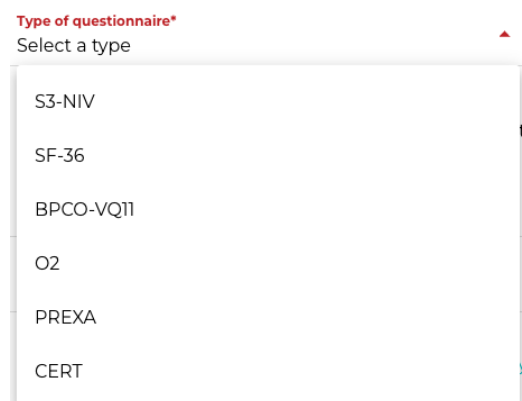 Type of questionnaire*
Select a type
S3-NIV
SF-36
BPCO-VQ11
O2
PREXA
CERT